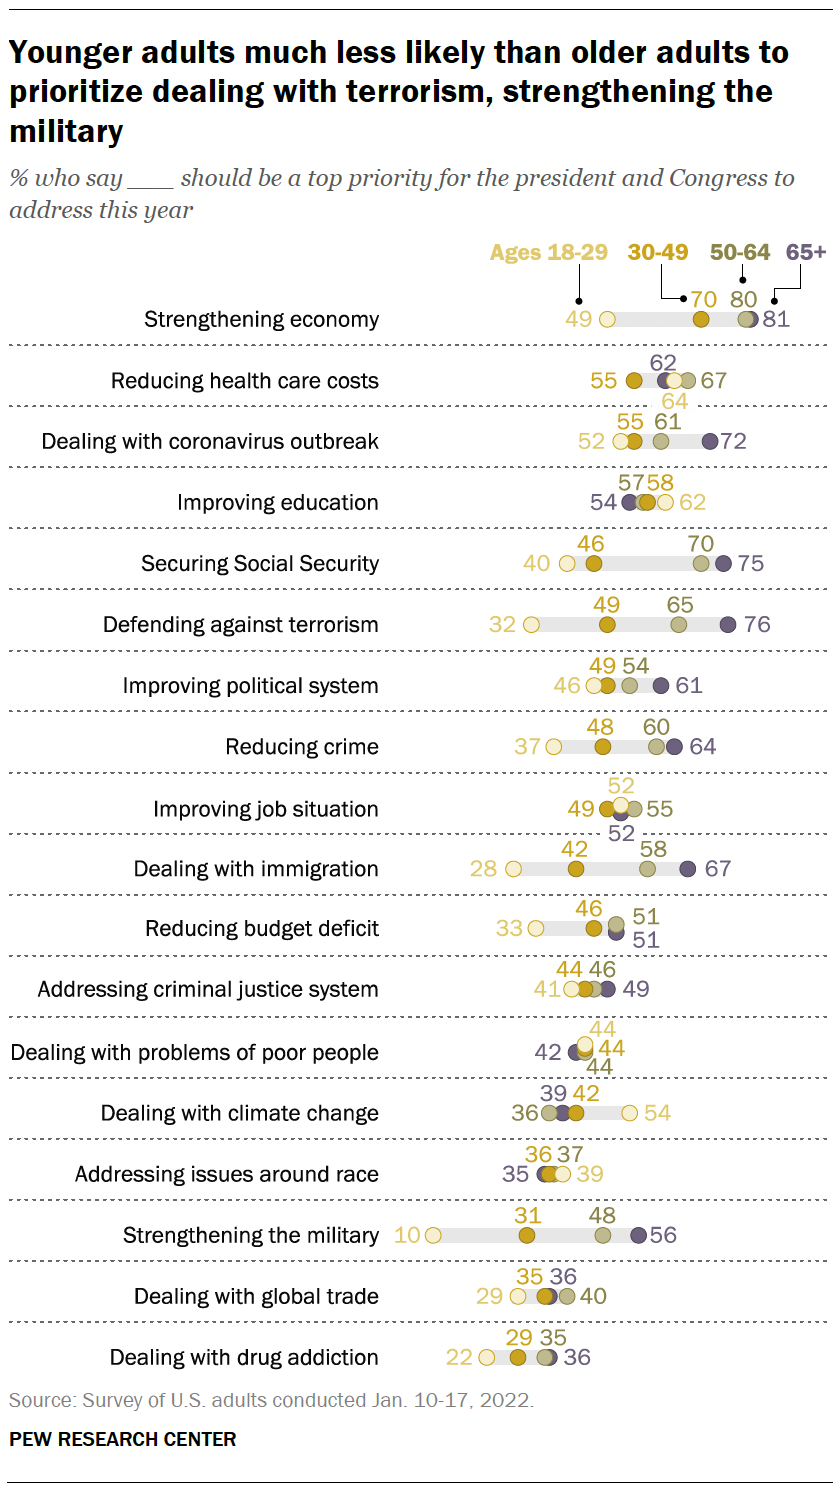 Younger adults much less likely than older adults to
prioritize dealing with terrorism, strengthening the
military
% who say ___ should be a top priority for the president and Congress to
address this year
Ages 18-29 30-49 50-64 65+
70 80
Strengthening economy 49 81
62
Reducing health care costs 55 67
64
55 61
Dealing with coronavirus outbreak 52 72
57 58
Improving education 54 62
46 70
Securing Social Security 40 75
49 65
Defending against terrorism 32 76
49 54
Improving political system 46 61
48 60
Reducing crime 37 64
52
Improving job situation 49 55
52
42 58
Dealing with immigration 28 67
46 51
Reducing budget deficit 33
51
44 46
Addressing criminal justice system 41 49
44
Dealing with problems of poor people 42 44
44
39 42
Dealing with climate change 36 54
36 37
Addressing issues around race 35 39
31 48
Strengthening the military 10 56
35 36
Dealing with global trade 29 40
29 35
Dealing with drug addiction 22 36
Source: Survey of U.S. adults conducted Jan. 10-17, 2022.
PEW RESEARCH CENTER